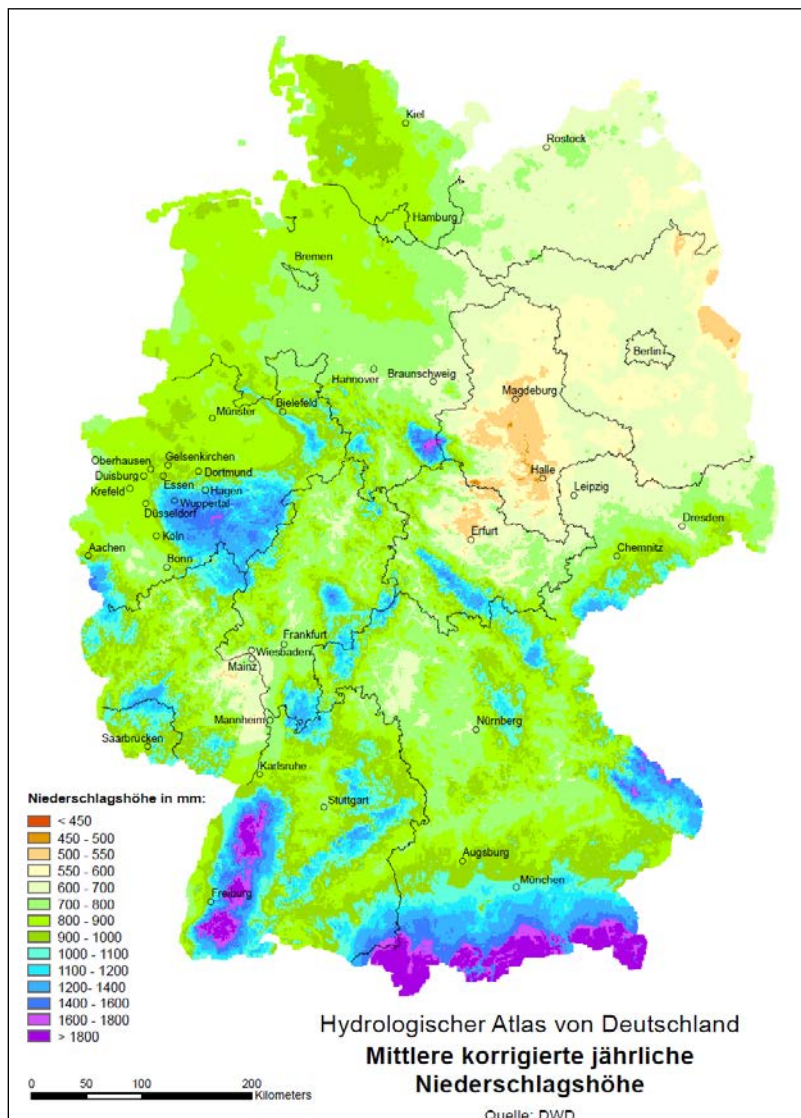 Kiel
Rostock
Hamburg
Bremen
Berlin
Hannover
Braunschweig
Magdeburg
Bielefeld
Münster
Oberhausen
Gelsenkirchen
Duisburg
Dortmund
Essen
Krefeld
Hagen
Wuppertal
Düsseldorf
Halle
Leipzig
Dresden
Köln
Erfurt
Chemnitz
Aachen
Bonn
Frankfurt
Wiesbaden
Mainz
Mannheim
Nürnberg
Saarbrücken
Karlsruhe
Stuttgart
Augsburg
München
Freiburg
Niederschlagshöhe in mm:
< 450
450 - 500
500 - 550
550 - 600
600 - 700
700 - 800
800 - 900
900 - 1000
1000 - 1100
1100 - 1200
1200- 1400
1400 - 1600
1600 - 1800
> 1800
0 50 100 200
Kilometers
Hydrologischer Atlas von Deutschland
Mittlere korrigierte jährliche
Niederschlagshöhe
Quelle: DWD